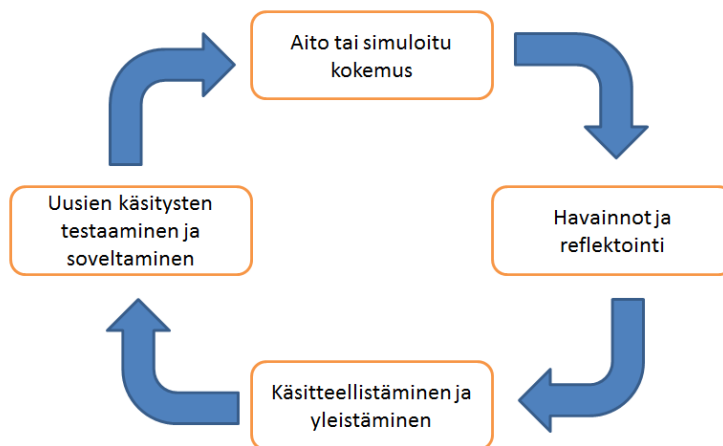 Aito tai simuloitu
kokemus
Havainnot ja
reflektointi
Käsitteellistäminen ja
yleistäminen
Uusien käsitysten
testaaminen ja
soveltaminen